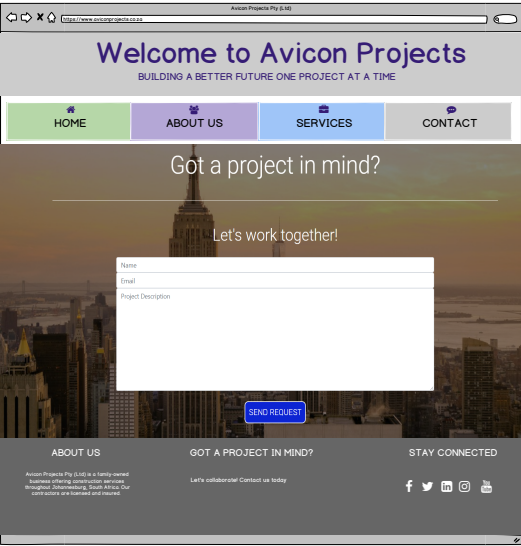 Avicon Projects Pty (Ltd)
https://www.aviconprojects.co.za
Welcome to Avicon Projects
BUILDING A BETTER FUTURE ONE PROJECT AT A TIME
HOME
ABOUT US
SERVICES
CONTACT
Got a project in mind?
Let's work together!
Name
Email
Project Description
SEND REQUEST
ABOUT US
Avicon Projects Pty (Ltd) is a family-owned
business offering construction services
throughout Johannesburg, South Africa. Our
contractors are licensed and insured.
GOT A PROJECT IN MIND?
Let's collaborate! Contact us today
STAY CONNECTED